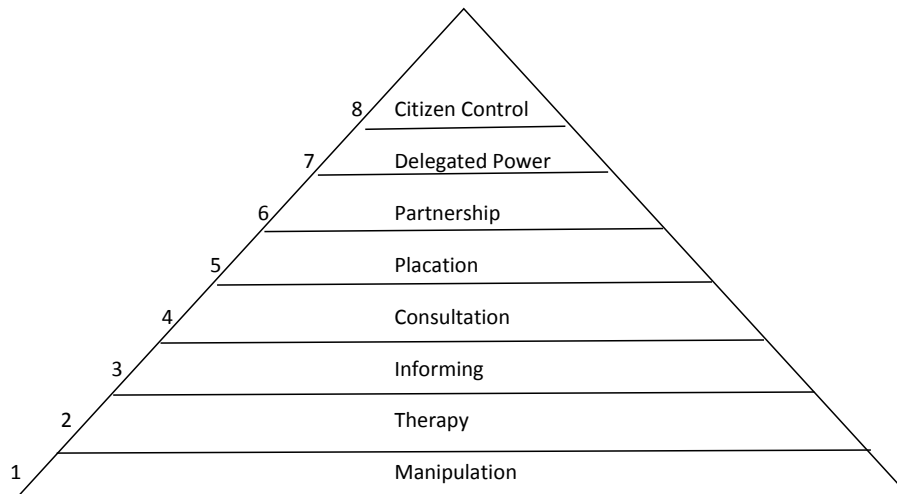 8 Citizen Control
7 Delegated Power
6 Partnership
5 Placation
4 Consultation
3 Informing
2 Therapy
1 Manipulation